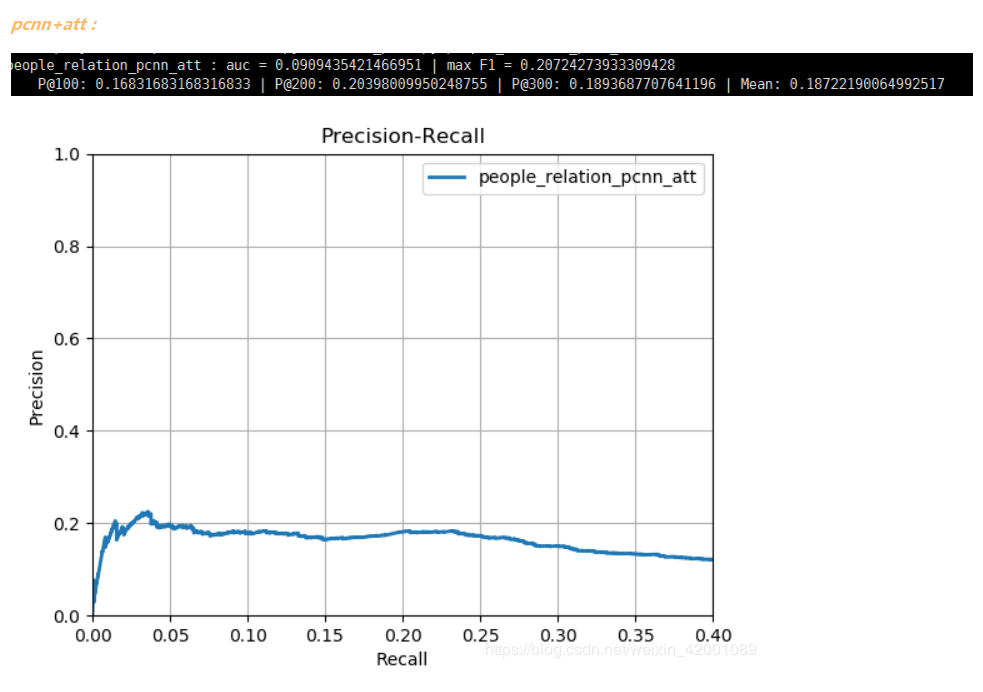 pcnn+att :
people_relation_pcnn_att : auc = 0.0909435421466951 | max F1 = 0.20724273933309428
P@100: 0.16831683168316833 | P@200: 0.20398009950248755 | P@300: 0.1893687707641196 | Mean: 0.18722190064992517
Precision-Recall
1.0
people_relation_pcnn_att
0.8
0.6
Precision
0.4
0.2
0.0
0.00 0.05 0.10 0.15 0.20 0.25 0.30 0.35 0.40
https://blog.csdn.net/weixin_42001089
Recall